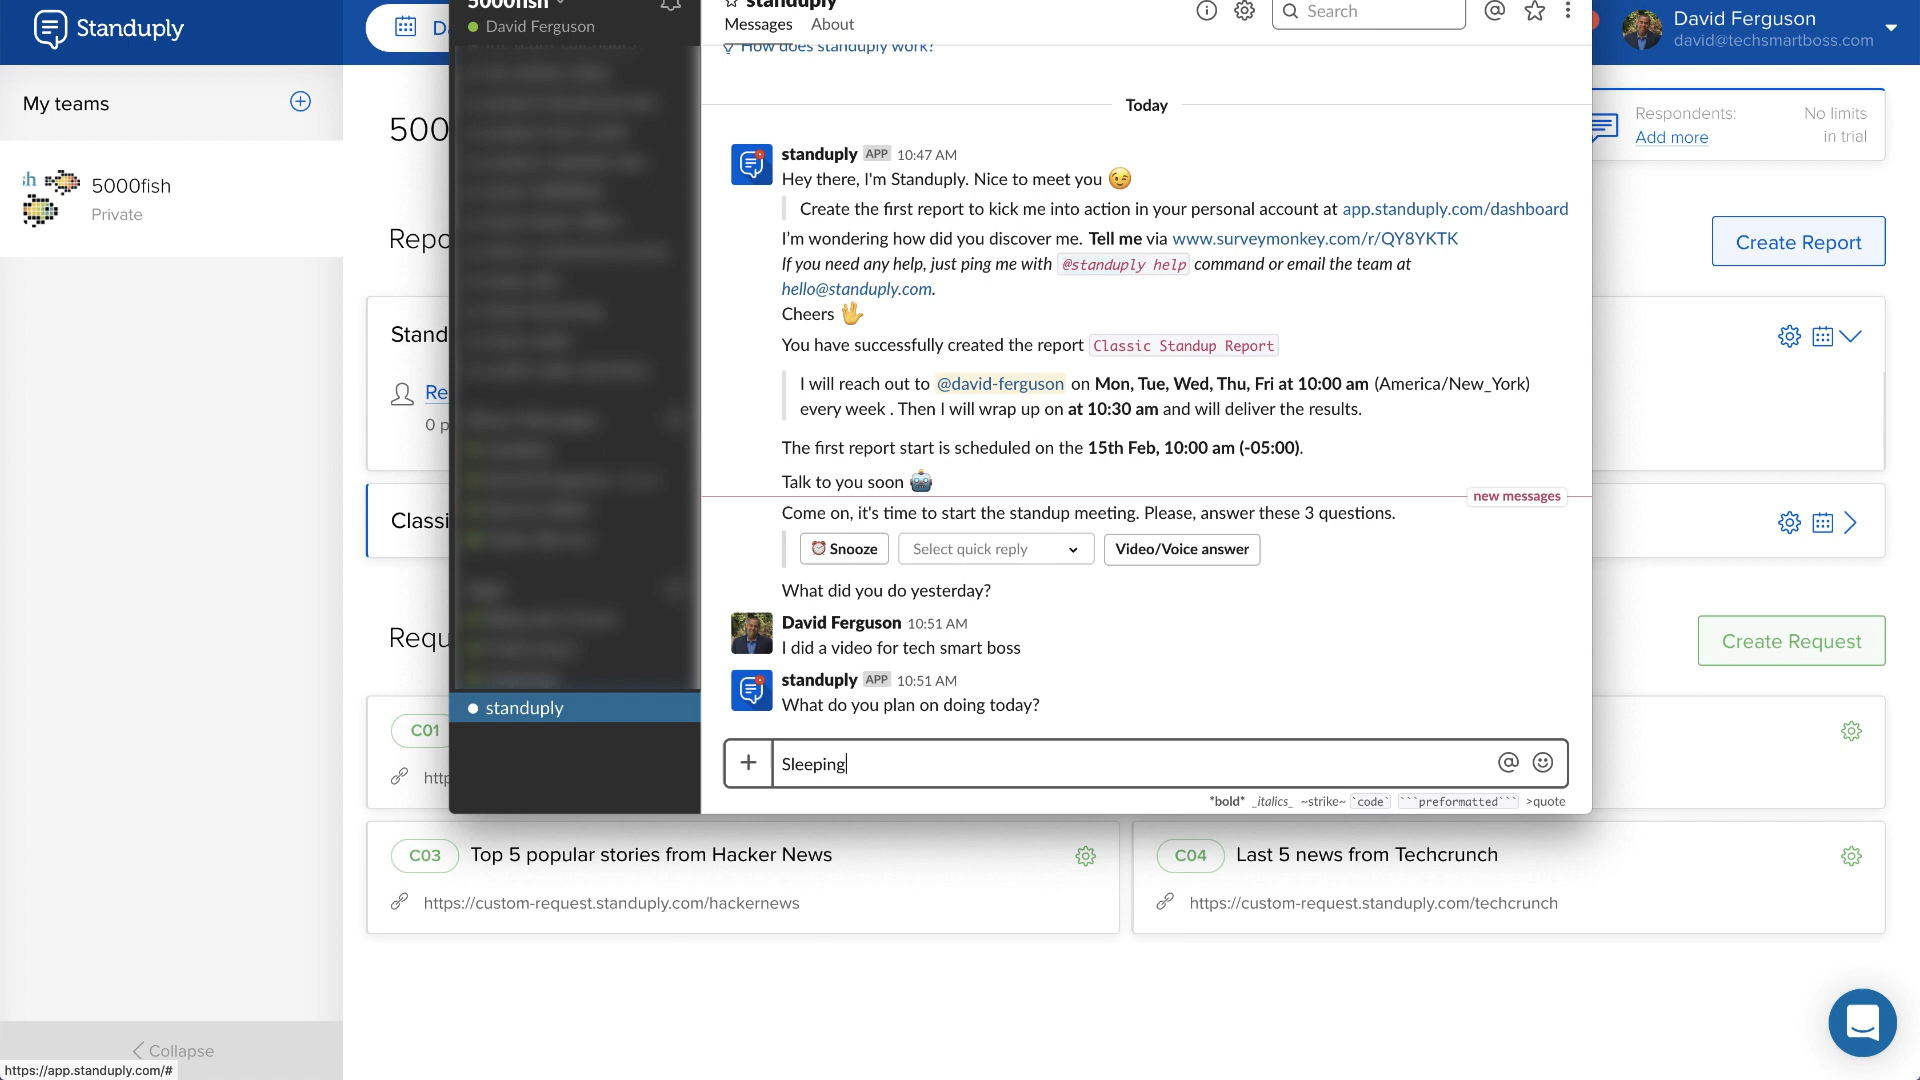 Standuply
5000fish
David Ferguson
standuply
Messages About
Search
David Ferguson
david@techsmartboss.com
How does standuply work?
My teams
5000fish
Private
500
Respondents:
Add more
No limits
in trial
Repo
Create Report
Stand
Re
0 p
Classi
Requ
Create Request
C01
http
Today
standuply APP 10:47 AM
Hey there, I'm Standuply. Nice to meet you 😉
Create the first report to kick me into action in your personal account at app.standuply.com/dashboard
I'm wondering how did you discover me. Tell me via www.surveymonkey.com/r/QY8YKTK
If you need any help, just ping me with @standuply help command or email the team at
hello@standuply.com.
Cheers 🖖
You have successfully created the report Classic Standup Report
I will reach out to @david-ferguson on Mon, Tue, Wed, Thu, Fri at 10:00 am (America/New_York)
every week . Then I will wrap up on at 10:30 am and will deliver the results.
The first report start is scheduled on the 15th Feb, 10:00 am (-05:00).
Talk to you soon 🤖
new messages
Come on, it's time to start the standup meeting. Please, answer these 3 questions.
⏰ Snooze Select quick reply Video/Voice answer
What did you do yesterday?
David Ferguson 10:51 AM
I did a video for tech smart boss
standuply APP 10:51 AM
What do you plan on doing today?
standuply
+ Sleeping
*bold* _italics_ ~strike~ `code` ```preformatted``` >quote
C03 Top 5 popular stories from Hacker News
https://custom-request.standuply.com/hackernews
C04 Last 5 news from Techcrunch
https://custom-request.standuply.com/techcrunch
Collapse
https://app.standuply.com/#